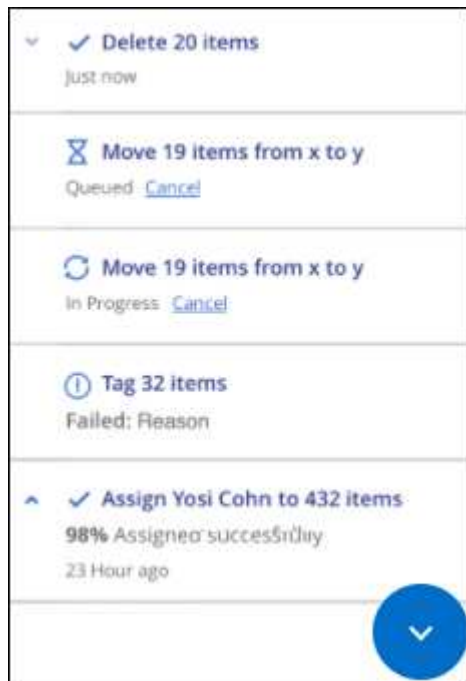 Delete 20 items
Just now
Move 19 items from x to y
Queued Cancel
Move 19 items from x to y
In Progress Cancel
Tag 32 items
Failed: Reason
Assign Yosi Cohn to 432 items
98% Assigned
23 Hour ago